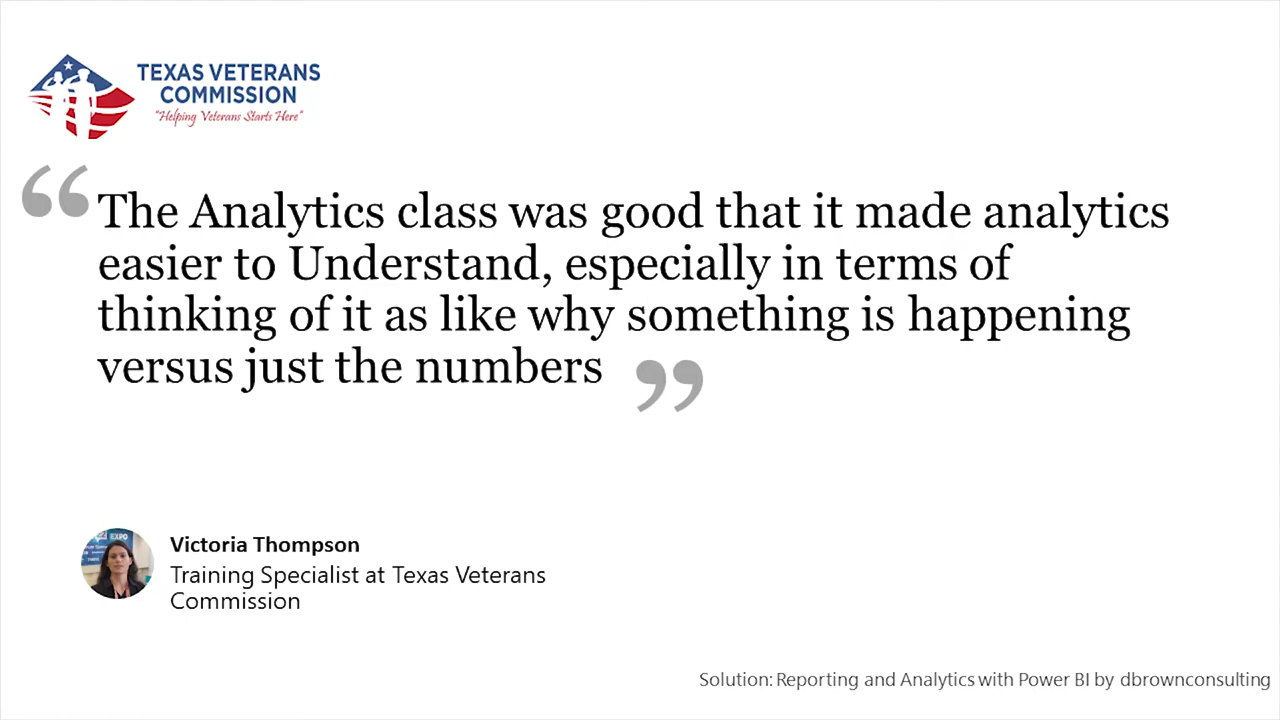 TEXAS VETERANS
COMMISSION
"Helping Veterans Starts Here"
“The Analytics class was good that it made analytics
easier to Understand, especially in terms of
thinking of it as like why something is happening
versus just the numbers ”
EXPO
Victoria Thompson
Training Specialist at Texas Veterans
Commission
Solution: Reporting and Analytics with Power BI by dbrownconsulting